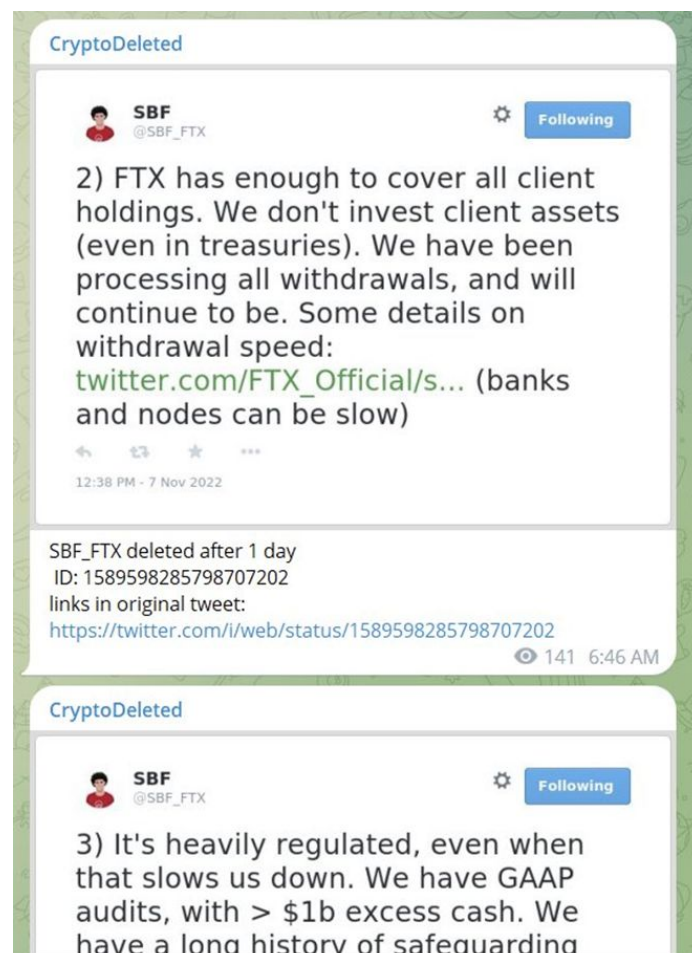 CryptoDeleted
SBF
@SBF_FTX
Following
2) FTX has enough to cover all client
holdings. We don't invest client assets
(even in treasuries). We have been
processing all withdrawals, and will
continue to be. Some details on
withdrawal speed:
twitter.com/FTX_Official/s... (banks
and nodes can be slow)
12:38 PM - 7 Nov 2022
SBF_FTX deleted after 1 day
ID: 1589598285798707202
links in original tweet:
https://twitter.com/i/web/status/1589598285798707202
141 6:46 AM
CryptoDeleted
SBF
@SBF_FTX
Following
3) It's heavily regulated, even when
that slows us down. We have GAAP
audits, with > $1b excess cash. We
have a long history of safeguarding